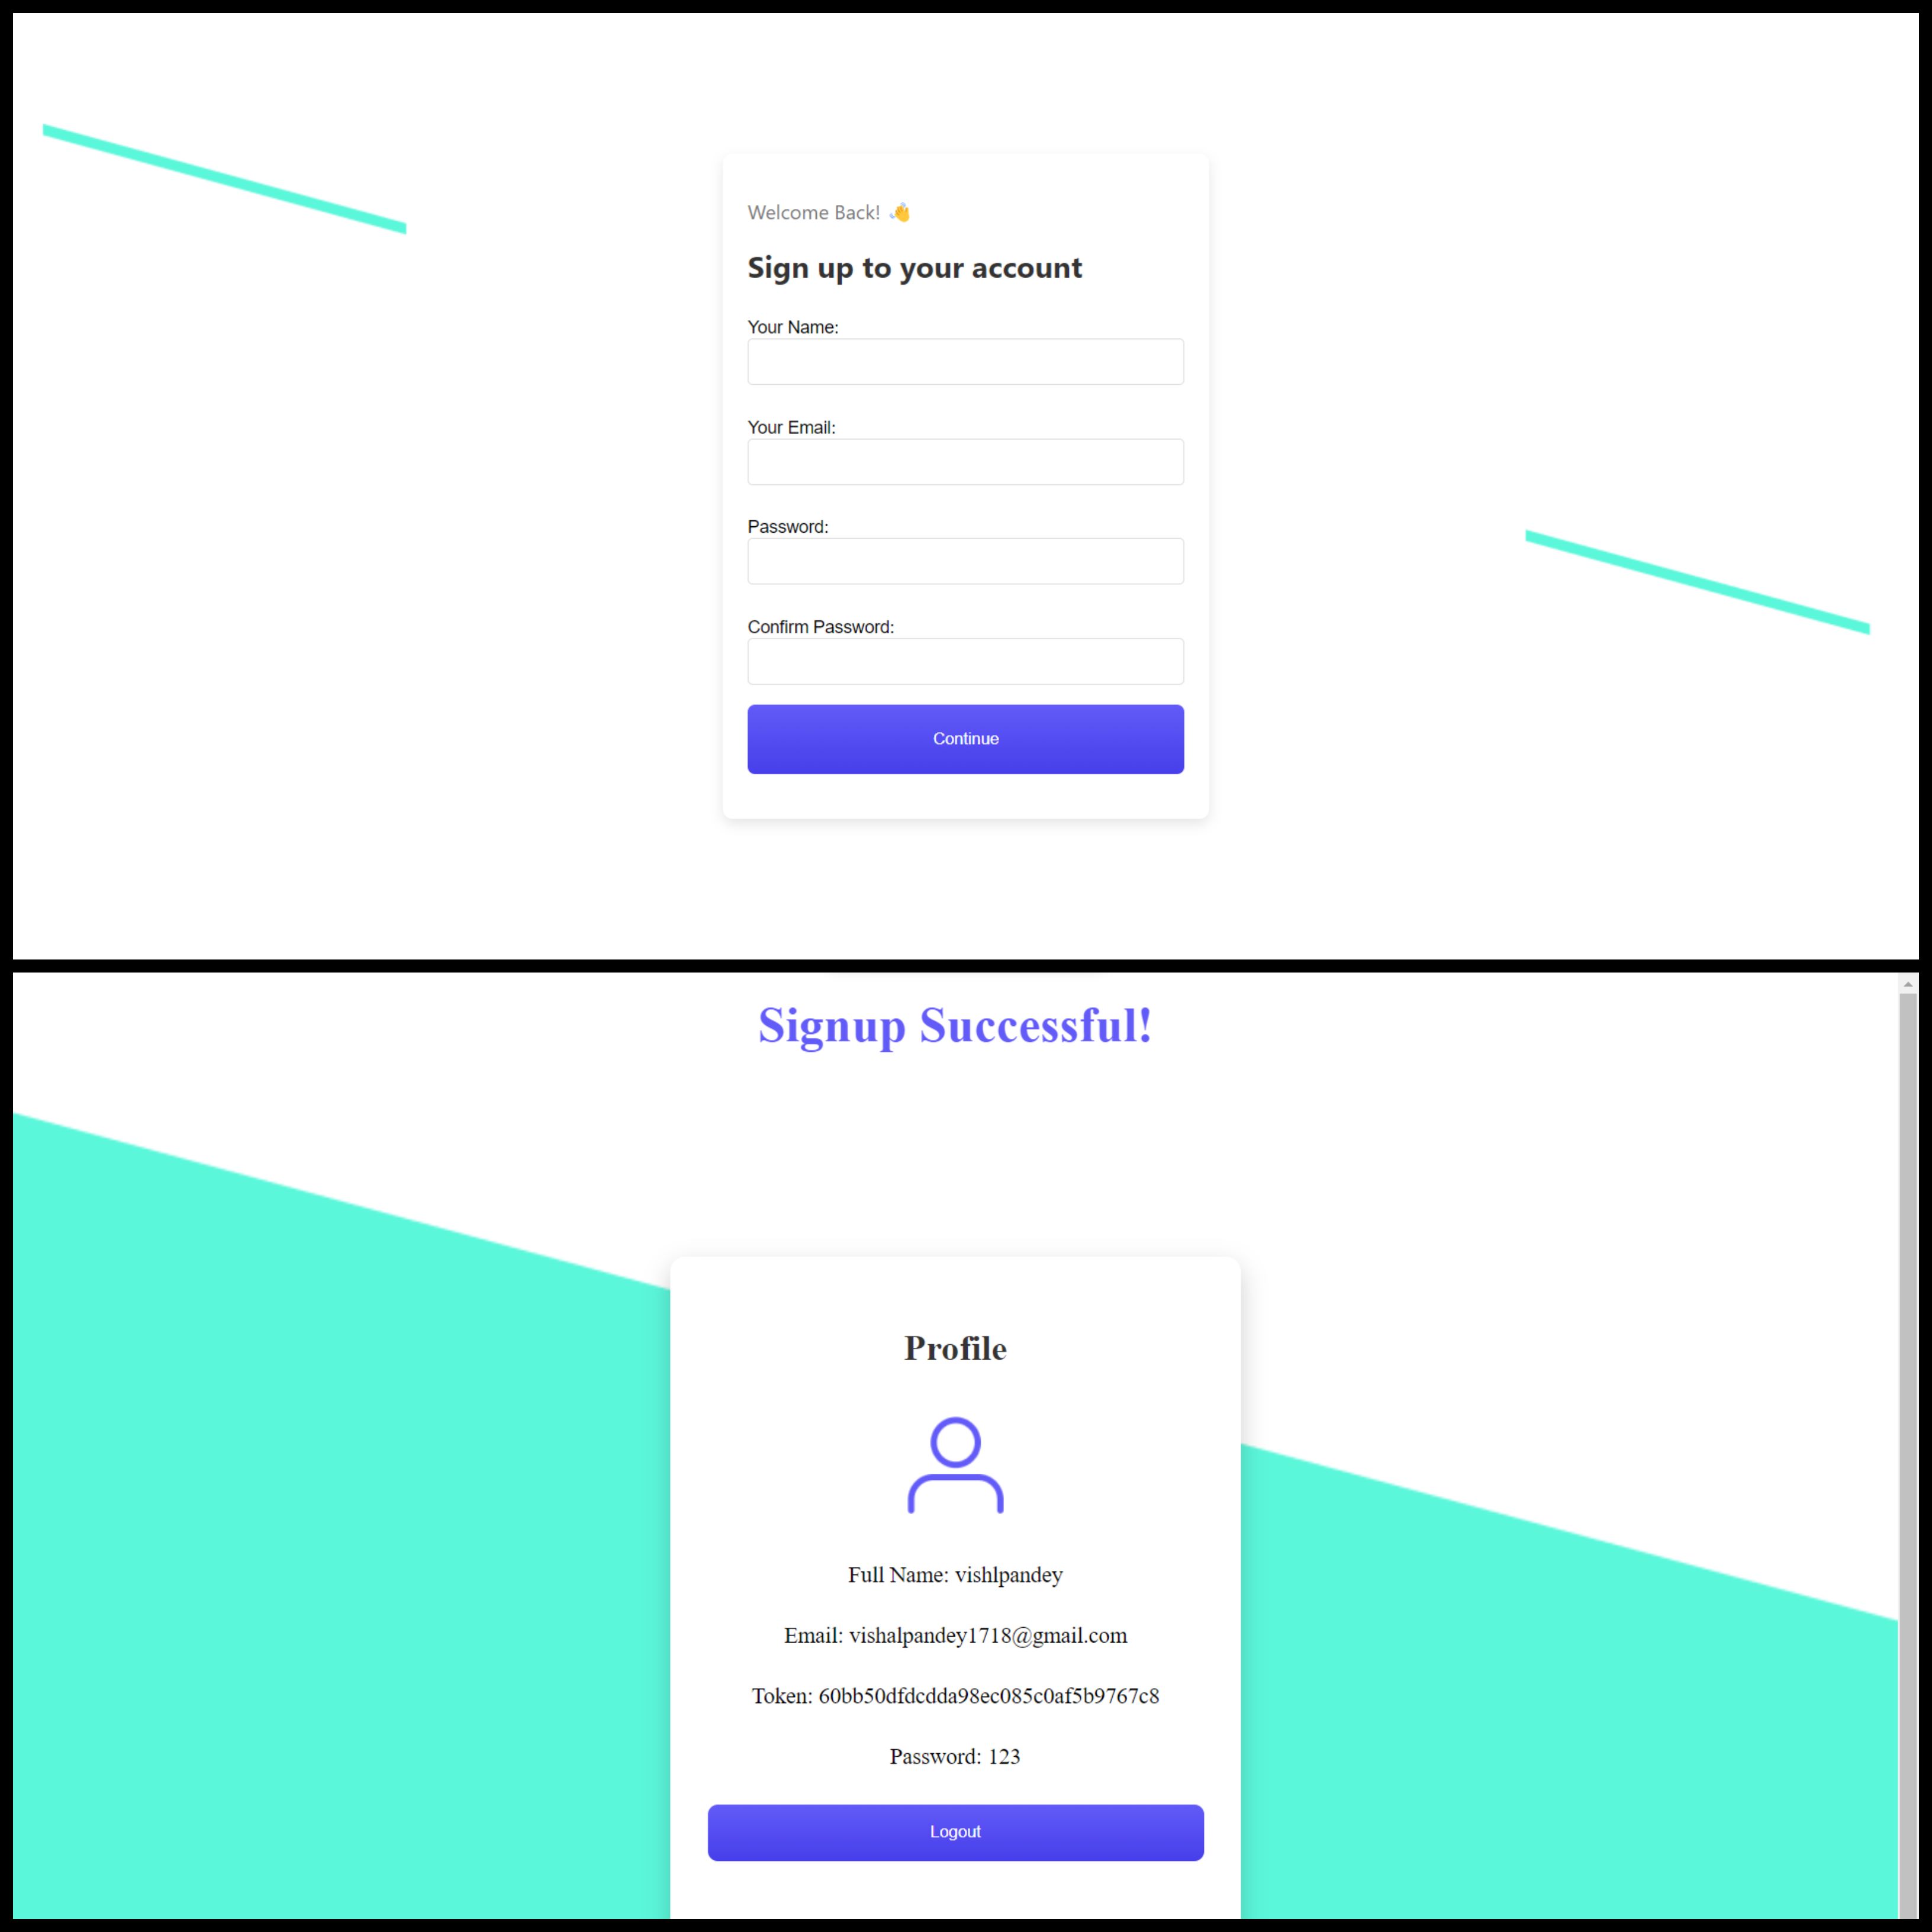 Welcome Back! 👋
Sign up to your account
Your Name:
Your Email:
Password:
Confirm Password:
Continue
Signup Successful!
Profile
Full Name: vishlpandey
Email: vishalpandey1718@gmail.com
Token: 60bb50dfdcdda98ec085c0af5b9767c8
Password: 123
Logout